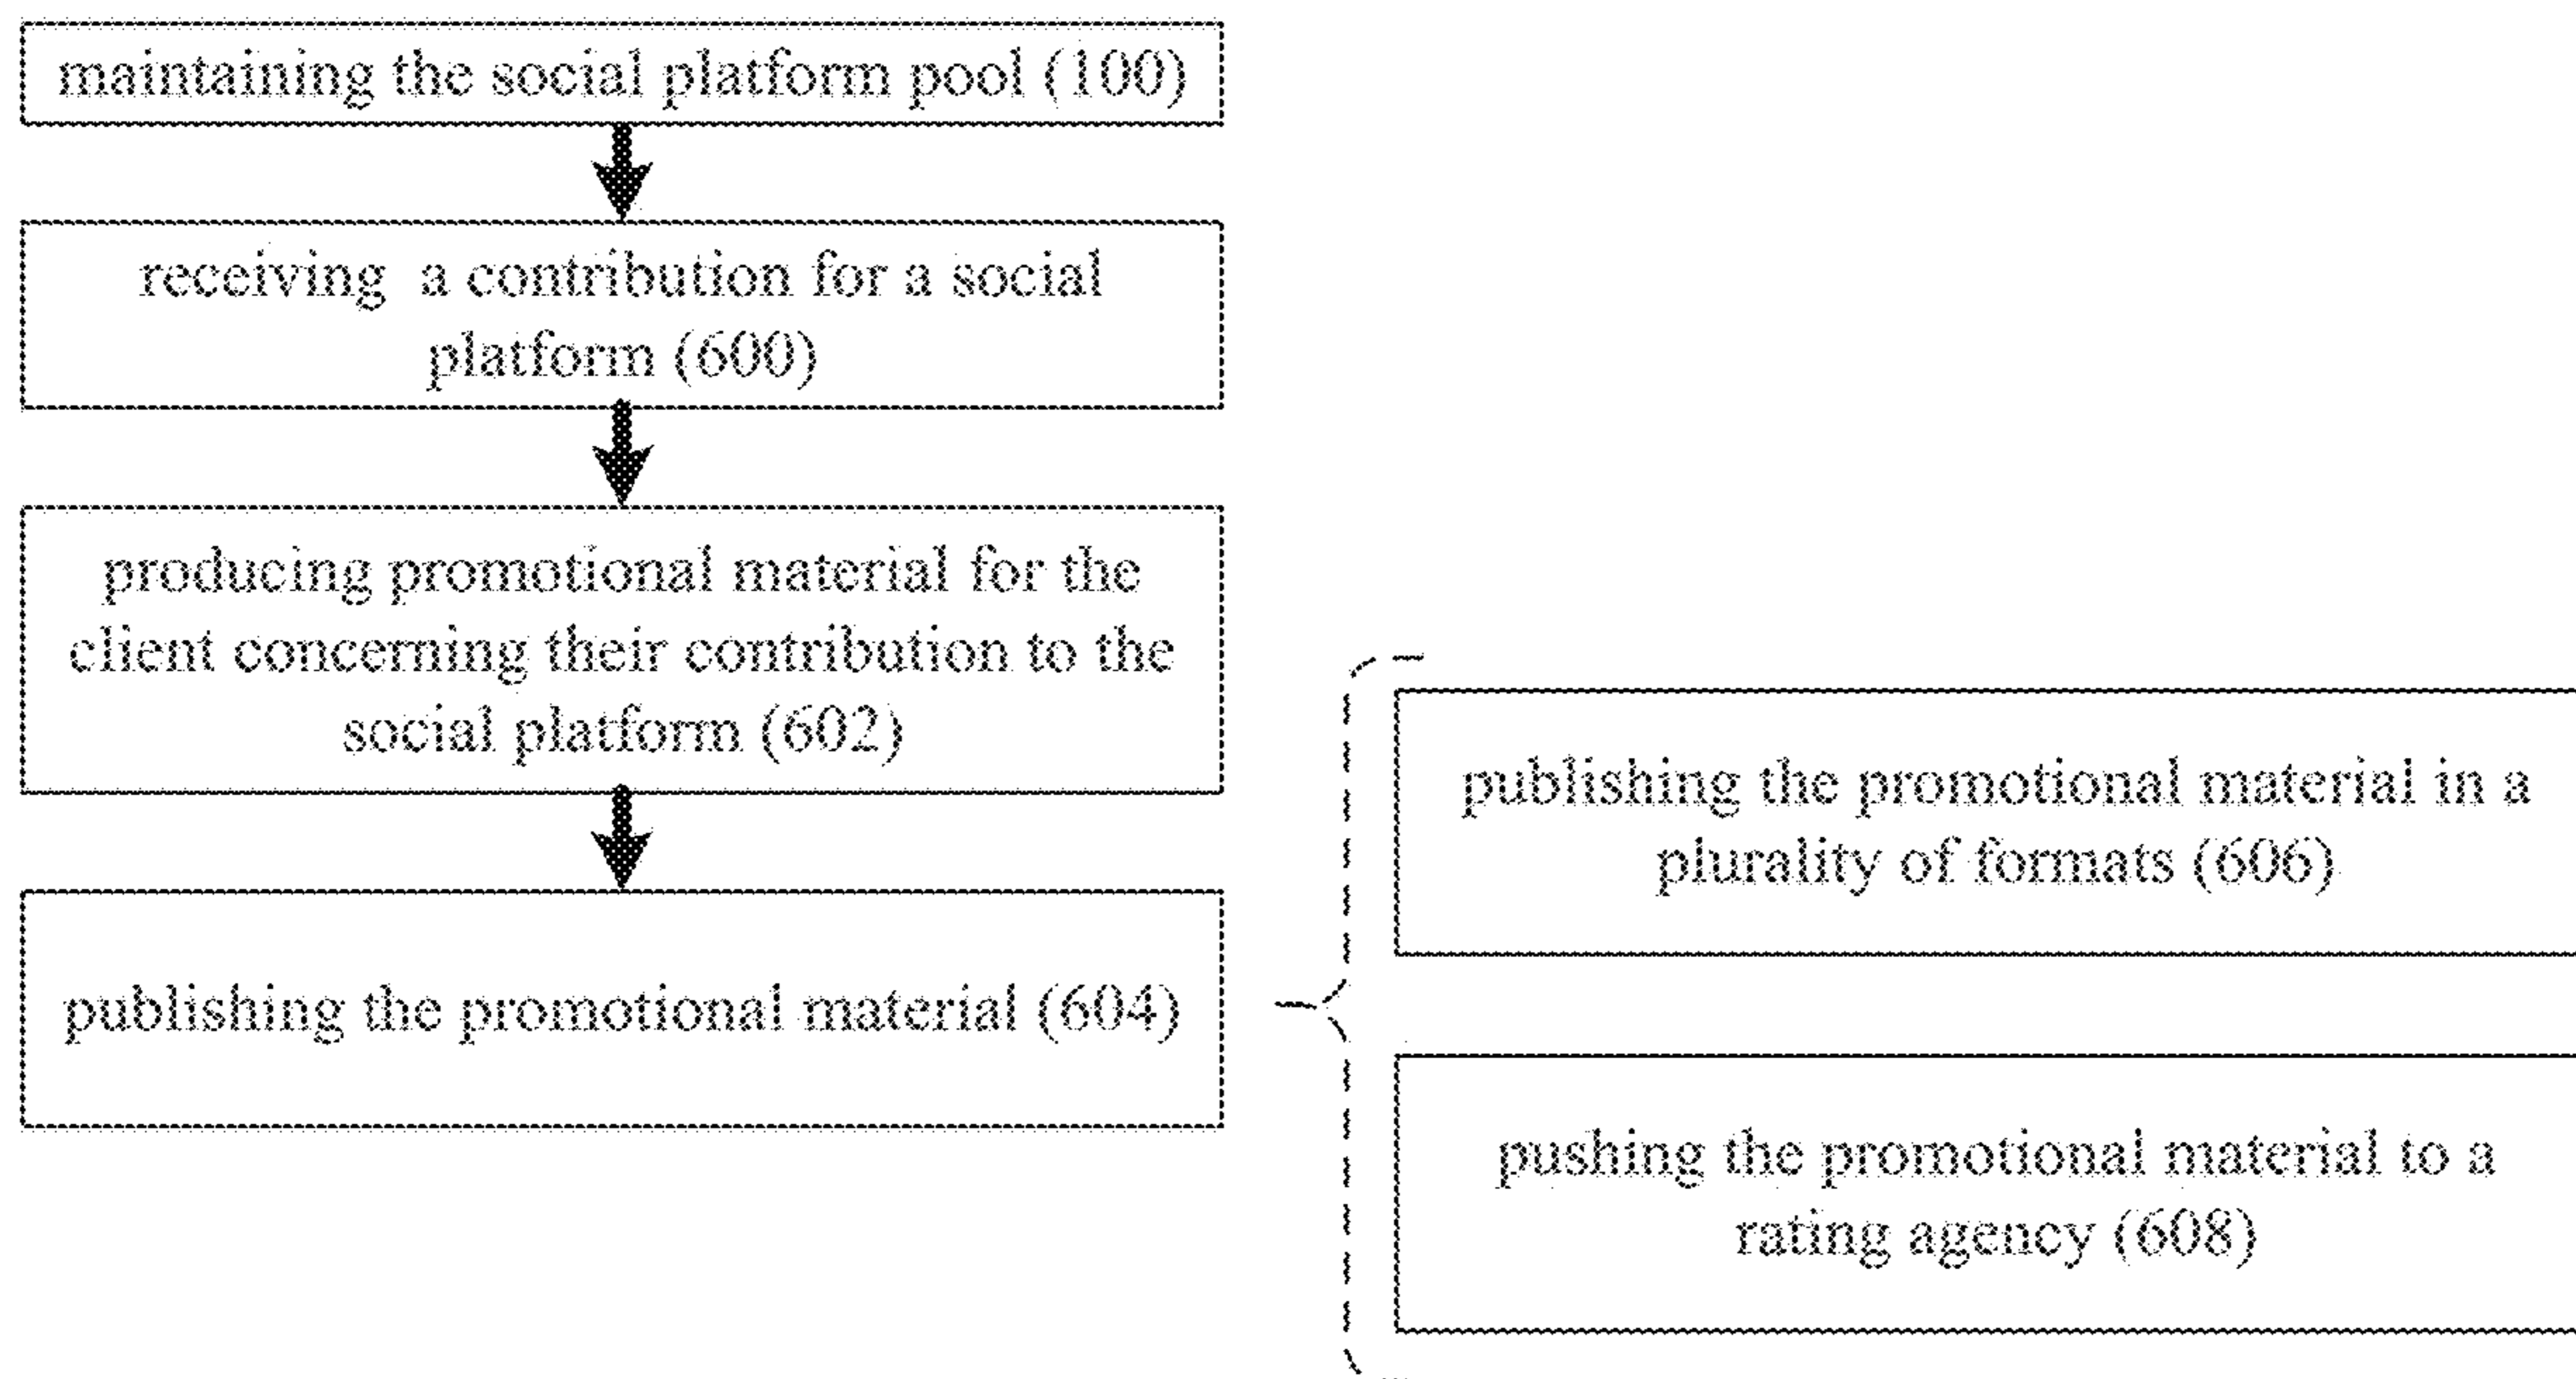 maintaining the social platform pool (100)
receiving a contribution for a social
platform (600)
producing promotional material for the
client concerning their contribution to the
social platform (602)
publishing the promotional material (604)
publishing the promotional material in a
plurality of formats (606)
pushing the promotional material to a
rating agency (608)